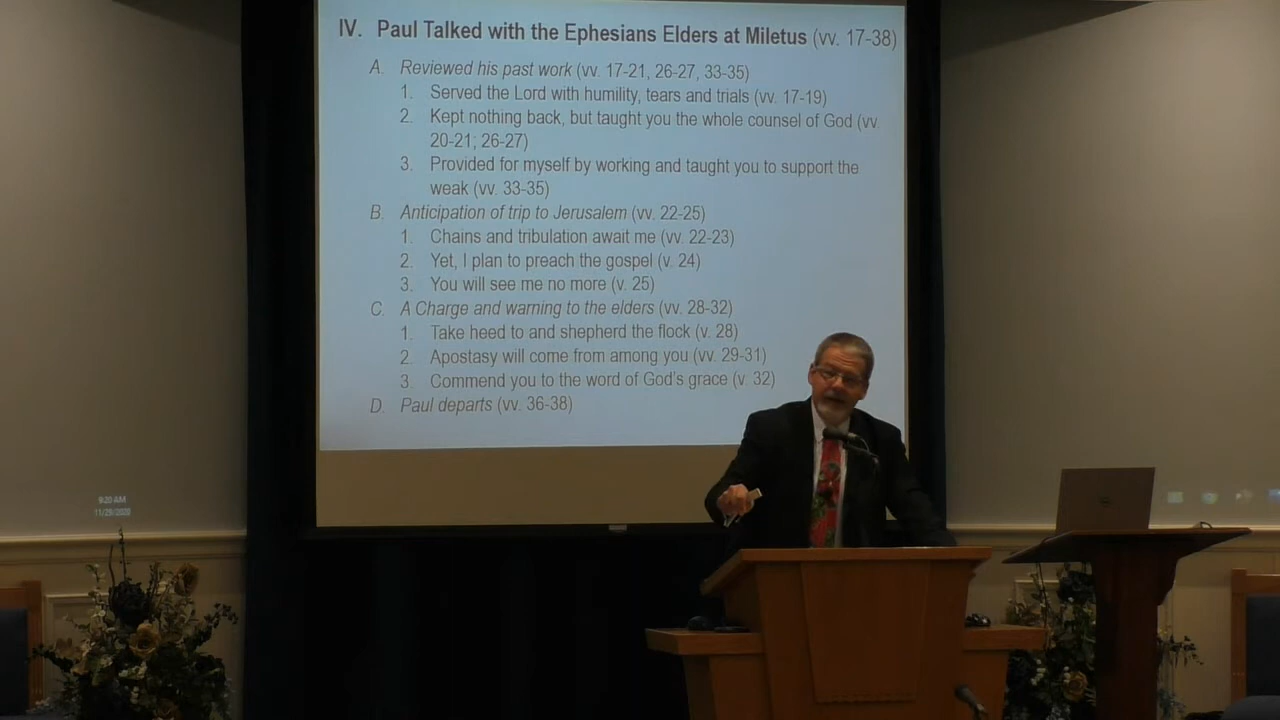 IV. Paul Talked with the Ephesians Elders at Miletus (vv. 17-38)
A. Reviewed his past work (vv. 17-21, 26-27, 33-35)
1. Served the Lord with humility, tears and trials (vv. 17-19)
2. Kept nothing back, but taught you the whole counsel of God (vv.
20-21; 26-27)
3. Provided for myself by working and taught you to support the
weak (vv. 33-35)
B. Anticipation of trip to Jerusalem (vv. 22-25)
1. Chains and tribulation await me (vv. 22-23)
2. Yet, I plan to preach the gospel (v. 24)
3. You will see me no more (v. 25)
C. A Charge and warning to the elders (vv. 28-32)
1. Take heed to and shepherd the flock (v. 28)
2. Apostasy will come from among you (vv. 29-31)
3. Commend you to the word of God's grace (v. 32)
D. Paul departs (vv. 36-38)
9:20 AM
11/29/2020